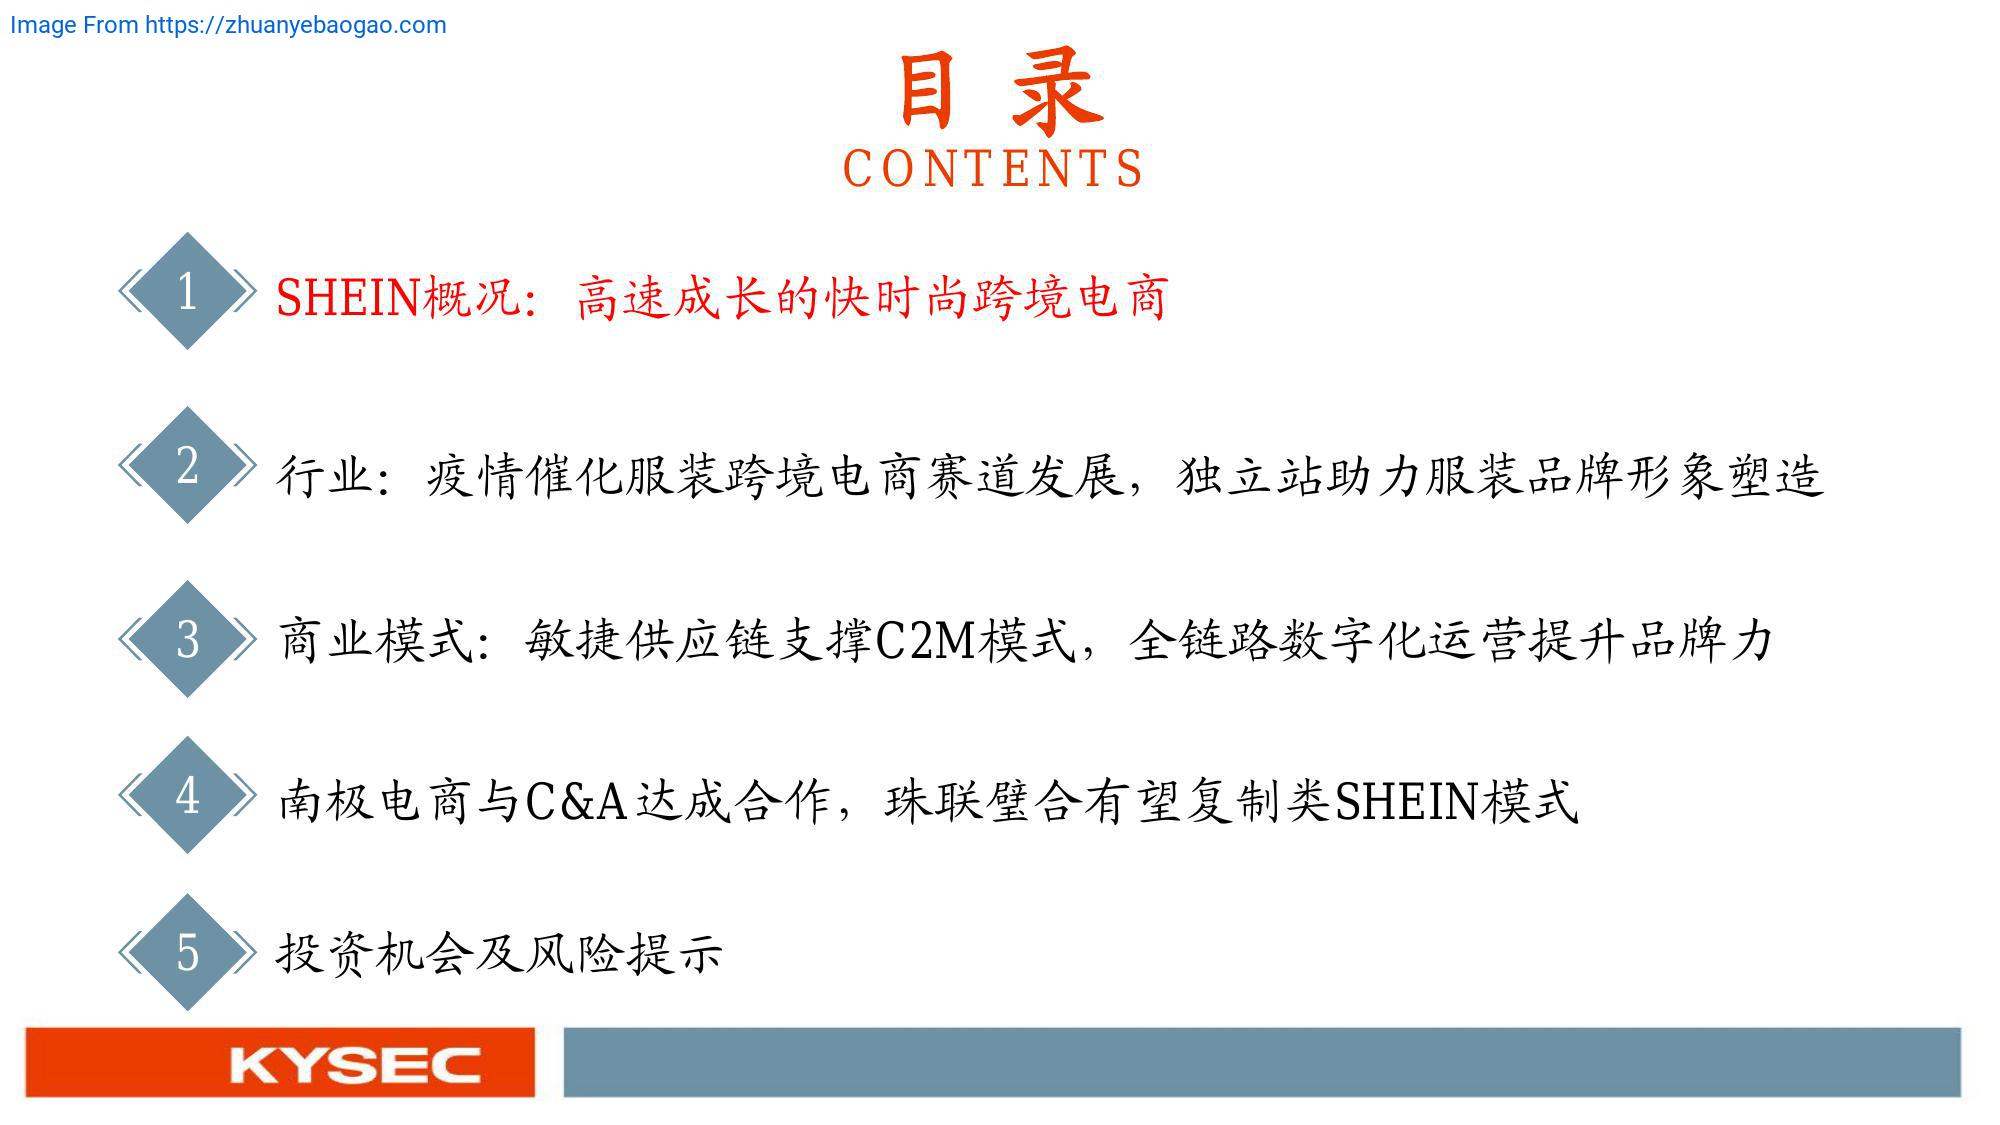 Image From https://zhuanyebaogao.com
目 录
CONTENTS
1 SHEIN概况：高速成长的快时尚跨境电商
2 行业：疫情催化服装跨境电商赛道发展，独立站助力服装品牌形象塑造
3 商业模式：敏捷供应链支撑C2M模式，全链路数字化运营提升品牌力
4 南极电商与C&A达成合作，珠联璧合有望复制类SHEIN模式
5 投资机会及风险提示
KYSEC